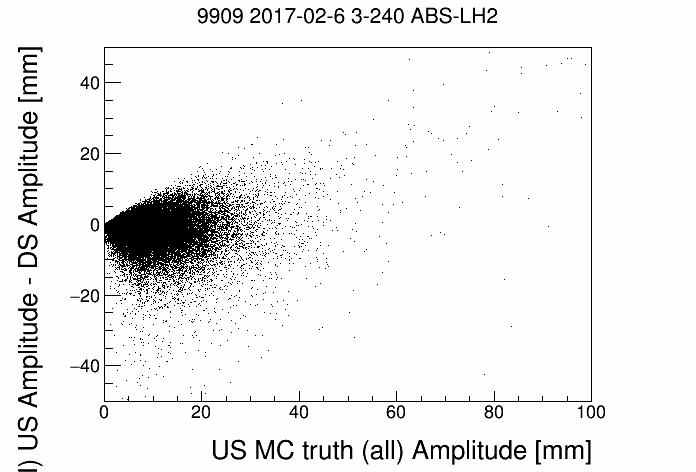 9909 2017-02-6 3-240 ABS-LH2
) US Amplitude - DS Amplitude [mm]
40
20
0
−20
−40
0 20 40 60 80 100
US MC truth (all) Amplitude [mm]